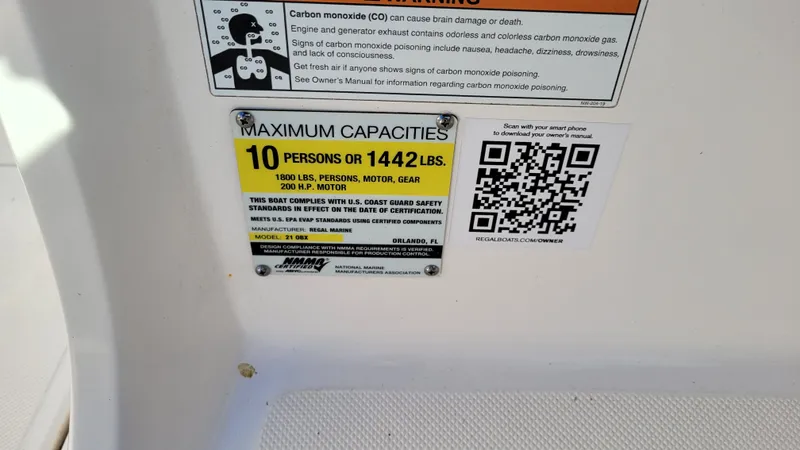 WARNING
Carbon monoxide (CO) can cause brain damage or death.
Engine and generator exhaust contains odorless and colorless carbon monoxide gas.
Signs of carbon monoxide poisoning include nausea, headache, dizziness, drowsiness,
and lack of consciousness.
Get fresh air if anyone shows signs of carbon monoxide poisoning.
See Owner's Manual for information regarding carbon monoxide poisoning.
MAXIMUM CAPACITIES
10 PERSONS OR 1442 LBS.
1800 LBS, PERSONS, MOTOR, GEAR
200 H.P. MOTOR
THIS BOAT COMPLIES WITH U.S. COAST GUARD SAFETY
STANDARDS IN EFFECT ON THE DATE OF CERTIFICATION.
MEETS U.S. EPA EVAP STANDARDS USING CERTIFIED COMPONENTS
MANUFACTURER: REGAL MARINE
MODEL: 21 OBX
ORLANDO, FL
DESIGN COMPLIANCE WITH NMMA REQUIREMENTS IS VERIFIED.
MANUFACTURER RESPONSIBLE FOR PRODUCTION CONTROL.
NMMA
CERTIFIED
NATIONAL MARINE
MANUFACTURERS ASSOCIATION
Scan with your smart phone
to download your owner's manual.
REGALBOATS.COM/OWNER